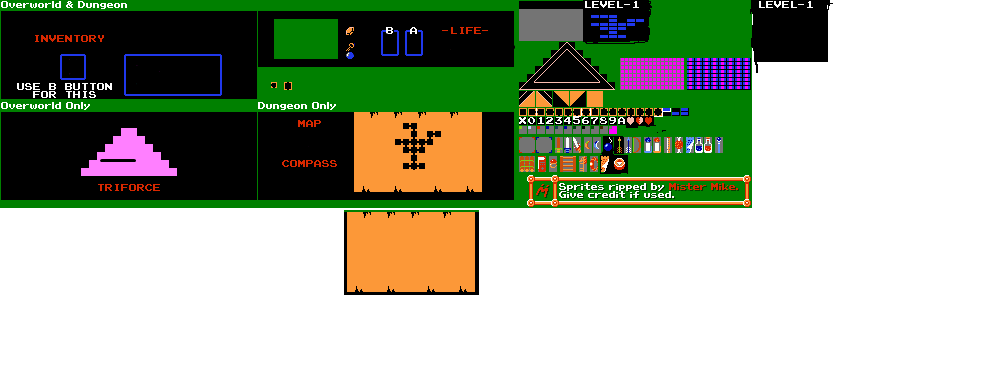 Overworld & Dungeon
INVENTORY
USE B BUTTON
FOR THIS
B A
-LIFE-
LEVEL-1
LEVEL-1
Overworld Only
TRIFORCE
Dungeon Only
MAP
COMPASS
X0123456789A
Sprites ripped by Mister Mike.
Give credit if used.